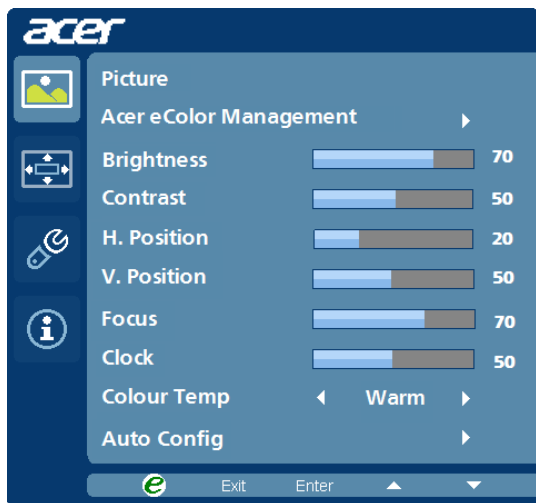 acer
Picture
Acer eColor Management
Brightness 70
Contrast 50
H. Position 20
V. Position 50
Focus 70
Clock 50
Colour Temp Warm
Auto Config
e Exit Enter